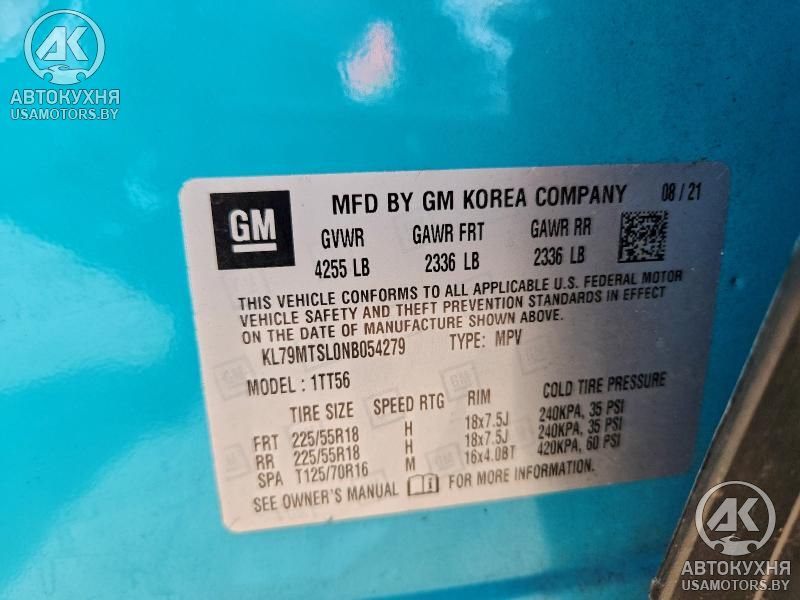 АК
АВТОКУХНЯ
USAMOTORS.BY
GM MFD BY GM KOREA COMPANY 08 / 21
GVWR GAWR FRT GAWR RR
4255 LB 2336 LB 2336 LB
THIS VEHICLE CONFORMS TO ALL APPLICABLE U.S. FEDERAL MOTOR
VEHICLE SAFETY AND THEFT PREVENTION STANDARDS IN EFFECT
ON THE DATE OF MANUFACTURE SHOWN ABOVE.
KL79MTSL0NB054279 TYPE: MPV
MODEL : 1TT56
TIRE SIZE SPEED RTG RIM COLD TIRE PRESSURE
FRT 225/55R18 H 18x7.5J 240KPA, 35 PSI
RR 225/55R18 H 18x7.5J 240KPA, 35 PSI
SPA T125/70R16 M 16x4.0BT 420KPA, 60 PSI
SEE OWNER'S MANUAL FOR MORE INFORMATION.
АК
АВТОКУХНЯ
USAMOTORS.BY